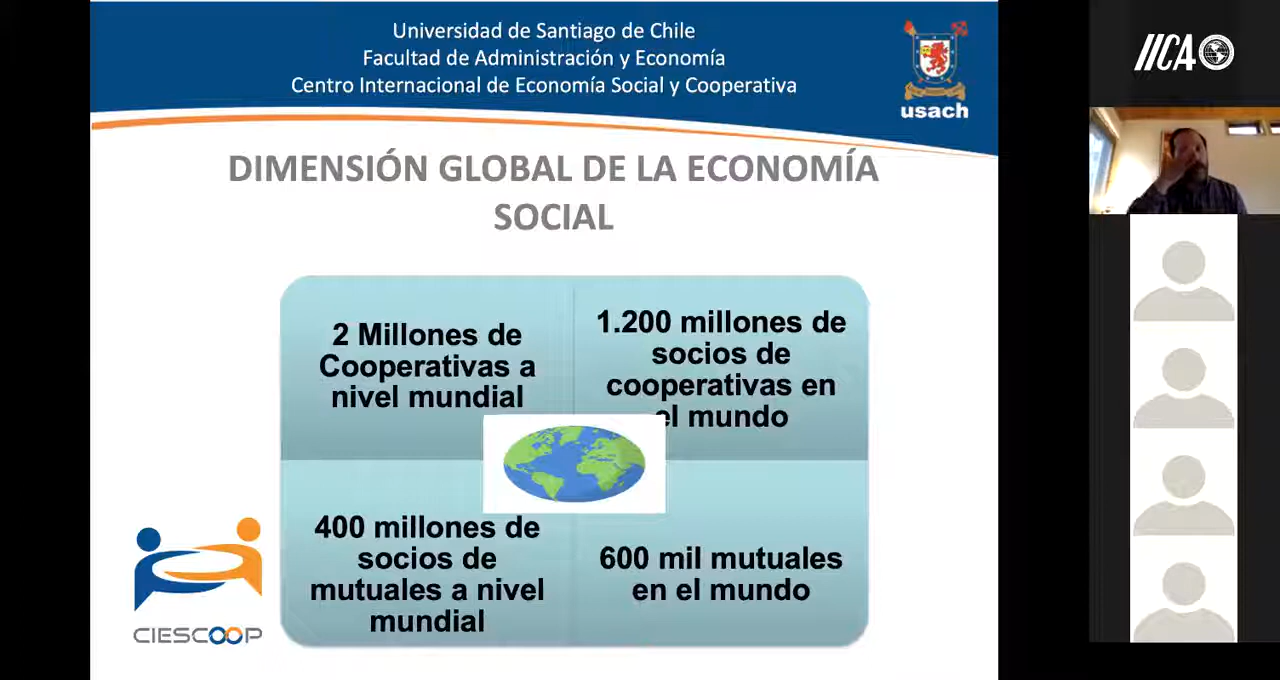 Universidad de Santiago de Chile
Facultad de Administración y Economía
Centro Internacional de Economía Social y Cooperativa
usach
IICA
DIMENSIÓN GLOBAL DE LA ECONOMÍA
SOCIAL
2 Millones de
Cooperativas a
nivel mundial
1.200 millones de
socios de
cooperativas en
el mundo
400 millones de
socios de
mutuales a nivel
mundial
600 mil mutuales
en el mundo
CIESCOOP